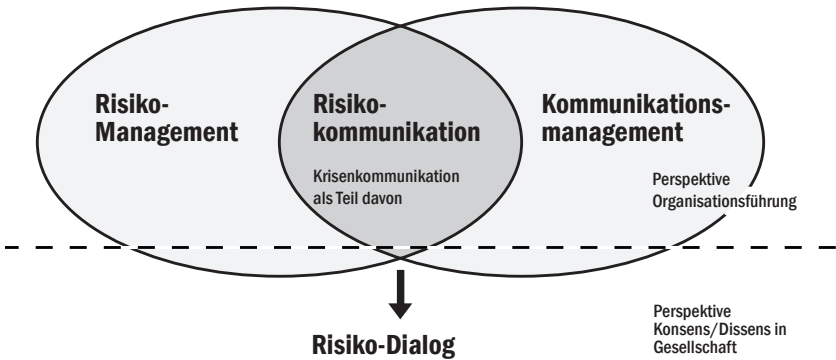 Risiko-
Management
Risiko-
kommunikation
Krisenkommunikation
als Teil davon
Kommunikations-
management
Perspektive
Organisationsführung
Risiko-Dialog
Perspektive
Konsens/Dissens in
Gesellschaft